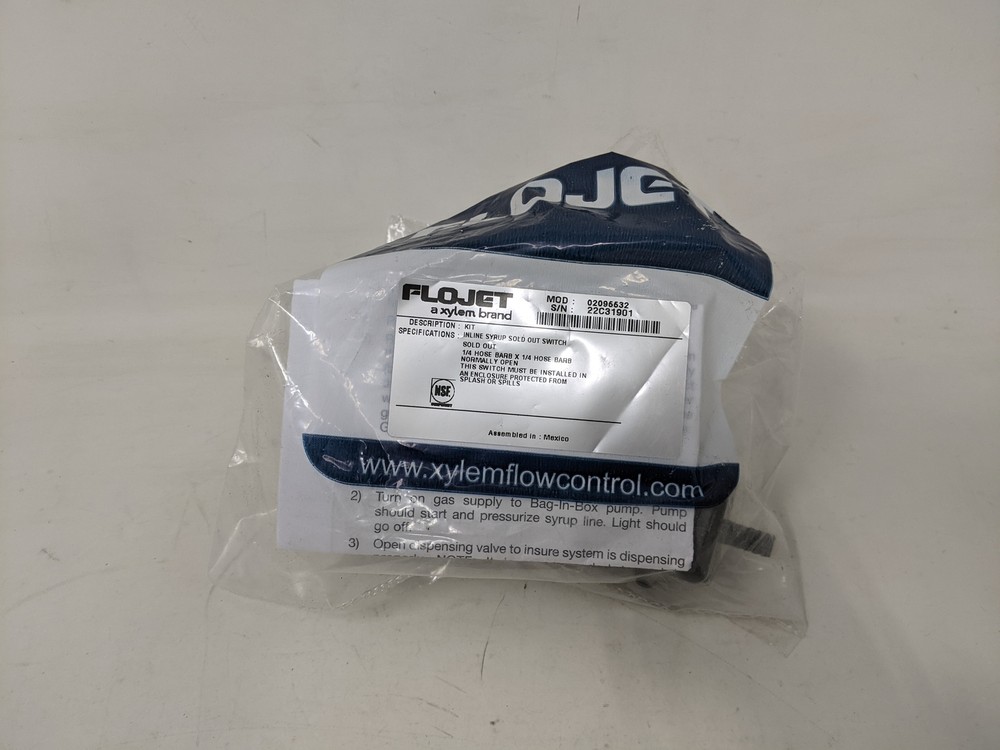 FLOJET
FLOJET
a xylem brand
MOD : 02096632
S/N : 22C31901
DESCRIPTION : KIT
SPECIFICATIONS : INLINE SYRUP SOLD OUT SWITCH
SOLD OUT
1/4 HOSE BARB X 1/4 HOSE BARB
NORMALLY OPEN
THIS SWITCH MUST BE INSTALLED IN
AN ENCLOSURE PROTECTED FROM
SPLASH OR SPILLS
NSF
Assembled in : Mexico
www.xylemflowcontrol.com
2) Turn on gas supply to Bag-In-Box pump. Pump
should start and pressurize syrup line. Light should
go off.
3) Open dispensing valve to insure system is dispensing